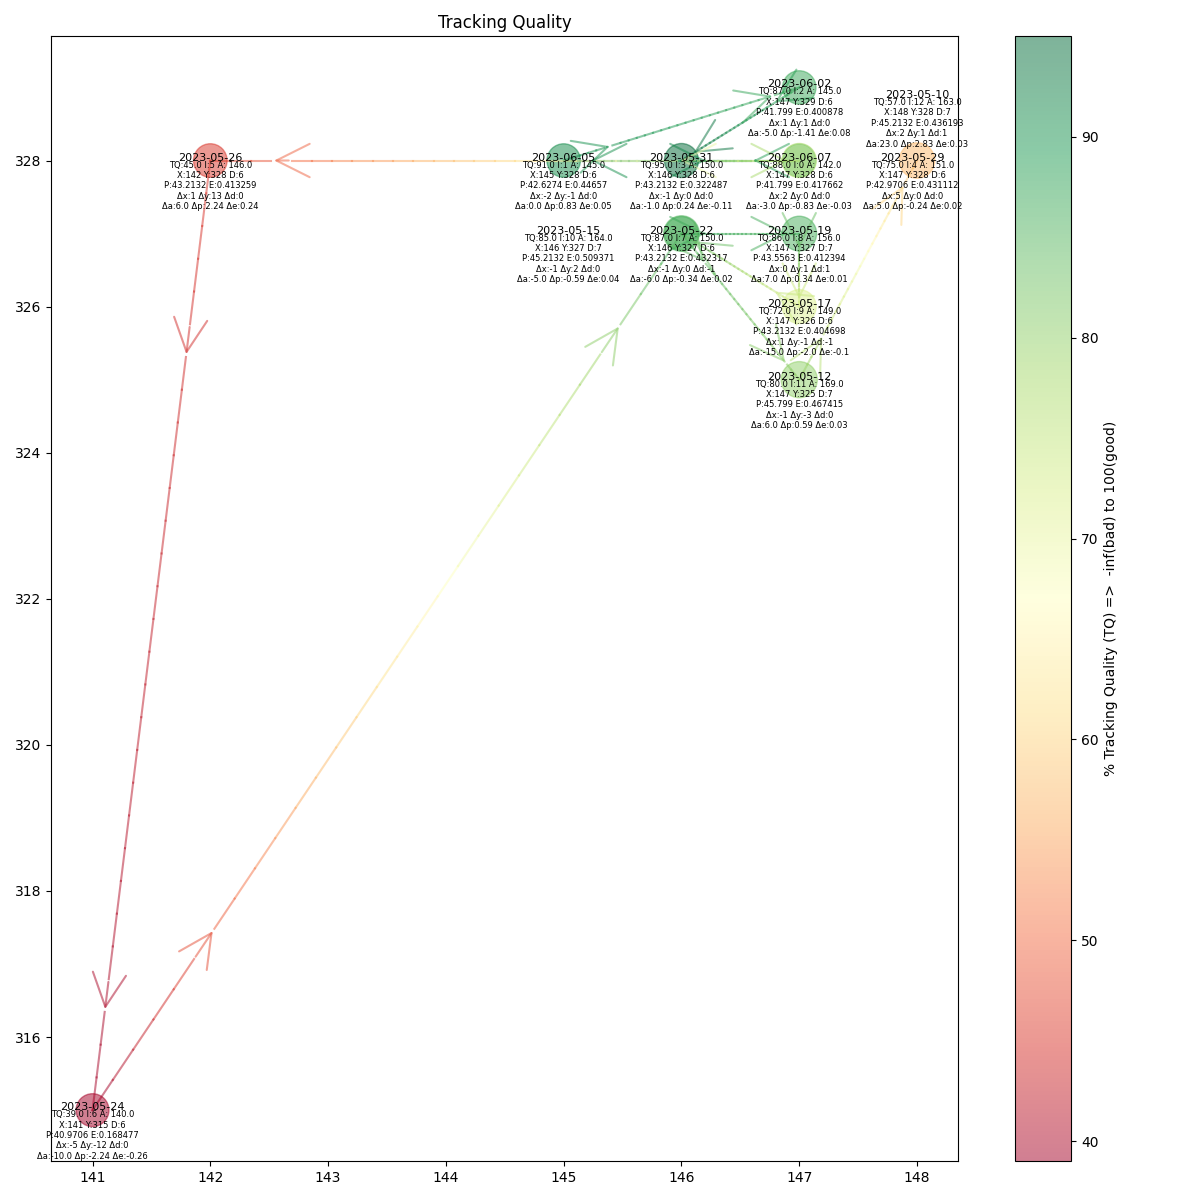 Tracking Quality
2023-06-02
TQ:87.0 I:2 A: 145.0
X:147 Y:329 D:6
P:41.799 E:0.400878
Δx:1 Δy:1 Δd:0
Δa:-5.0 Δp:-1.41 Δe:0.08
2023-05-10
TQ:57.0 I:12 A: 163.0
X:148 Y:328 D:7
P:45.2132 E:0.436193
Δx:2 Δy:1 Δd:1
Δa:23.0 Δp:2.83 Δe:0.03
2023-05-26
TQ:45.0 I:5 A: 146.0
X:142 Y:328 D:6
P:43.2132 E:0.413259
Δx:1 Δy:13 Δd:0
Δa:6.0 Δp:2.24 Δe:0.24
2023-06-05
TQ:91.0 I:1 A: 145.0
X:145 Y:328 D:6
P:42.6274 E:0.44657
Δx:-2 Δy:-1 Δd:0
Δa:0.0 Δp:0.83 Δe:0.05
2023-05-31
TQ:95.0 I:3 A: 150.0
X:146 Y:328 D:6
P:43.2132 E:0.322487
Δx:-1 Δy:0 Δd:0
Δa:-1.0 Δp:0.24 Δe:-0.11
2023-06-07
TQ:88.0 I:0 A: 142.0
X:147 Y:328 D:6
P:41.799 E:0.417662
Δx:2 Δy:0 Δd:0
Δa:-3.0 Δp:-0.83 Δe:-0.03
2023-05-29
TQ:75.0 I:4 A: 151.0
X:147 Y:328 D:6
P:42.9706 E:0.431112
Δx:5 Δy:0 Δd:0
Δa:5.0 Δp:-0.24 Δe:0.02
2023-05-15
TQ:85.0 I:10 A: 164.0
X:146 Y:327 D:7
P:45.2132 E:0.509371
Δx:-1 Δy:2 Δd:0
Δa:-5.0 Δp:-0.59 Δe:0.04
2023-05-22
TQ:87.0 I:7 A: 150.0
X:146 Y:327 D:6
P:43.2132 E:0.432317
Δx:-1 Δy:0 Δd:-1
Δa:-6.0 Δp:-0.34 Δe:0.02
2023-05-19
TQ:86.0 I:8 A: 156.0
X:147 Y:327 D:7
P:43.5563 E:0.412394
Δx:0 Δy:1 Δd:1
Δa:7.0 Δp:0.34 Δe:0.01
2023-05-17
TQ:72.0 I:9 A: 149.0
X:147 Y:326 D:6
P:43.2132 E:0.404698
Δx:1 Δy:-1 Δd:-1
Δa:-15.0 Δp:-2.0 Δe:-0.1
2023-05-12
TQ:80.0 I:11 A: 169.0
X:147 Y:325 D:7
P:45.799 E:0.467415
Δx:-1 Δy:-3 Δd:0
Δa:6.0 Δp:0.59 Δe:0.03
2023-05-24
TQ:39.0 I:6 A: 140.0
X:141 Y:315 D:6
P:40.9706 E:0.168477
Δx:-5 Δy:-12 Δd:0
Δa:-10.0 Δp:-2.24 Δe:-0.26
328
326
324
322
320
318
316
141 142 143 144 145 146 147 148
90
80
70
60
50
40
% Tracking Quality (TQ) => -inf(bad) to 100(good)